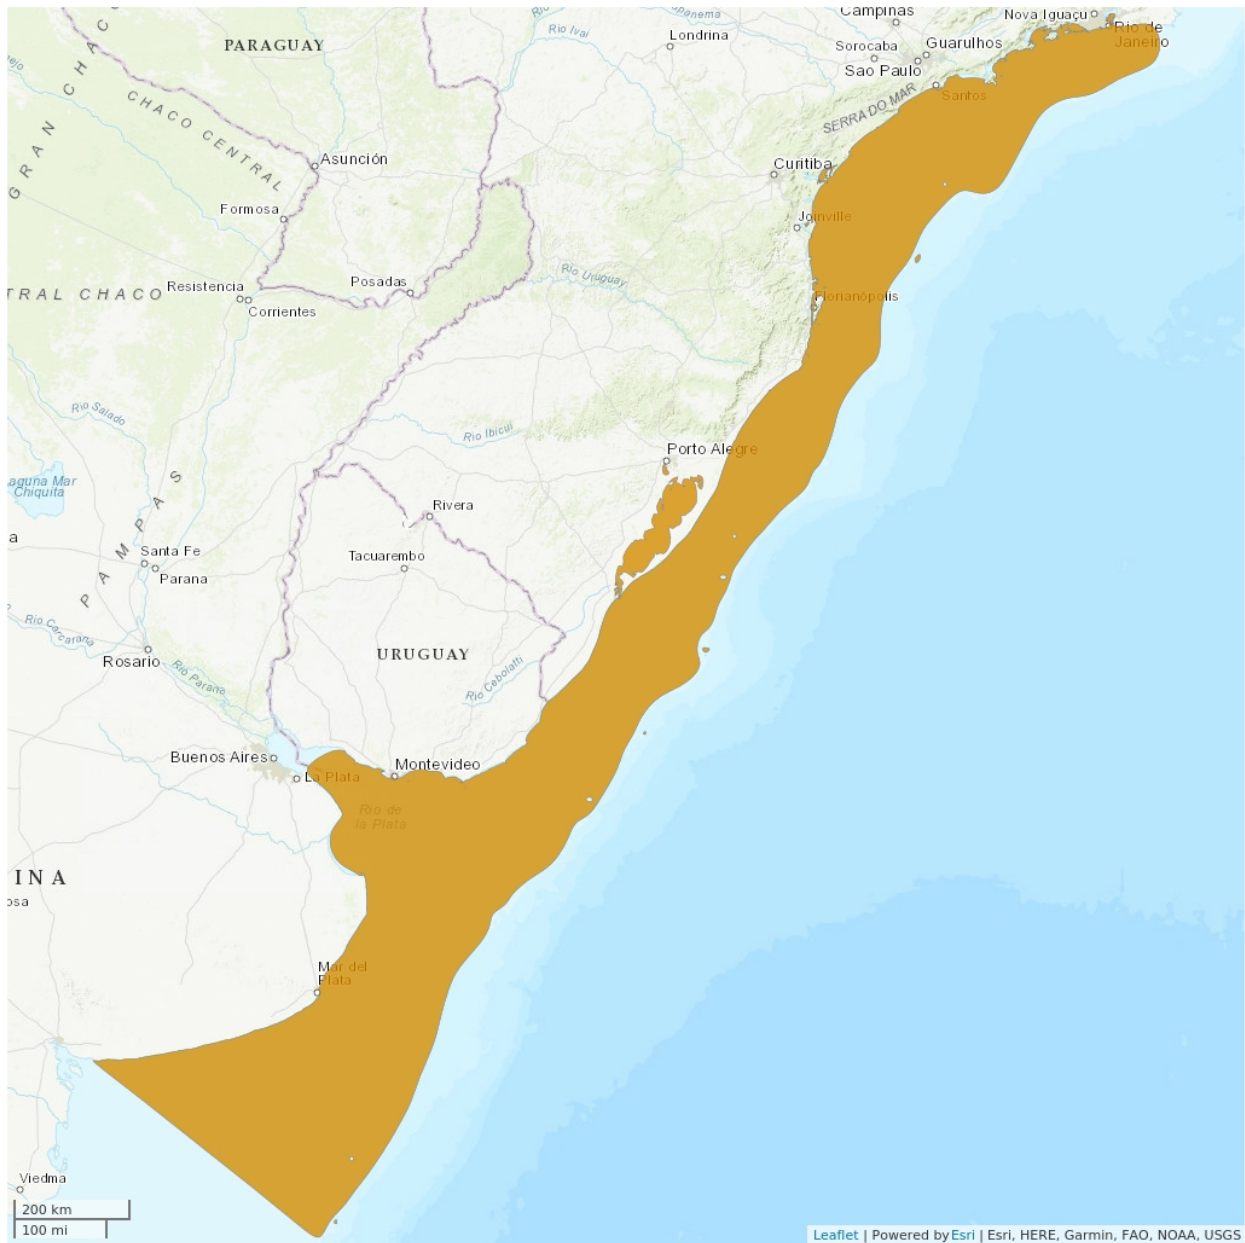 Campinas
Nova Iguaçu
Rio de
Janeiro
Londrina
Rio Ivaí
PARAGUAY
Sorocaba
Guarulhos
Sao Paulo
Santos
SERRA DO MAR
GRAN CHACO
CHACO CENTRAL
Asunción
Curitiba
Formosa
Joinville
Resistencia
Posadas
Rio Uruguay
TRAL CHACO
Corrientes
Florianópolis
Rio Salado
Rio Ibicui
Porto Alegre
aguna Mar
Chiquita
PAMPAS
Rivera
a
Santa Fe
Tacuarembo
Parana
Rio Carcarana
Rosario
URUGUAY
Rio Parana
Rio Cebolatti
Buenos Aires
Montevideo
La Plata
Rio de
la Plata
INA
osa
Mar del
Plata
Viedma
200 km
100 mi
Leaflet | Powered by Esri | Esri, HERE, Garmin, FAO, NOAA, USGS